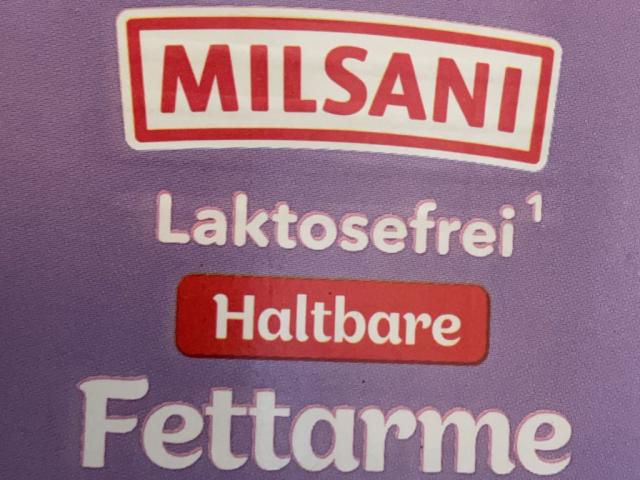 MILSANI
Laktosefrei¹
Haltbare
Fettarme